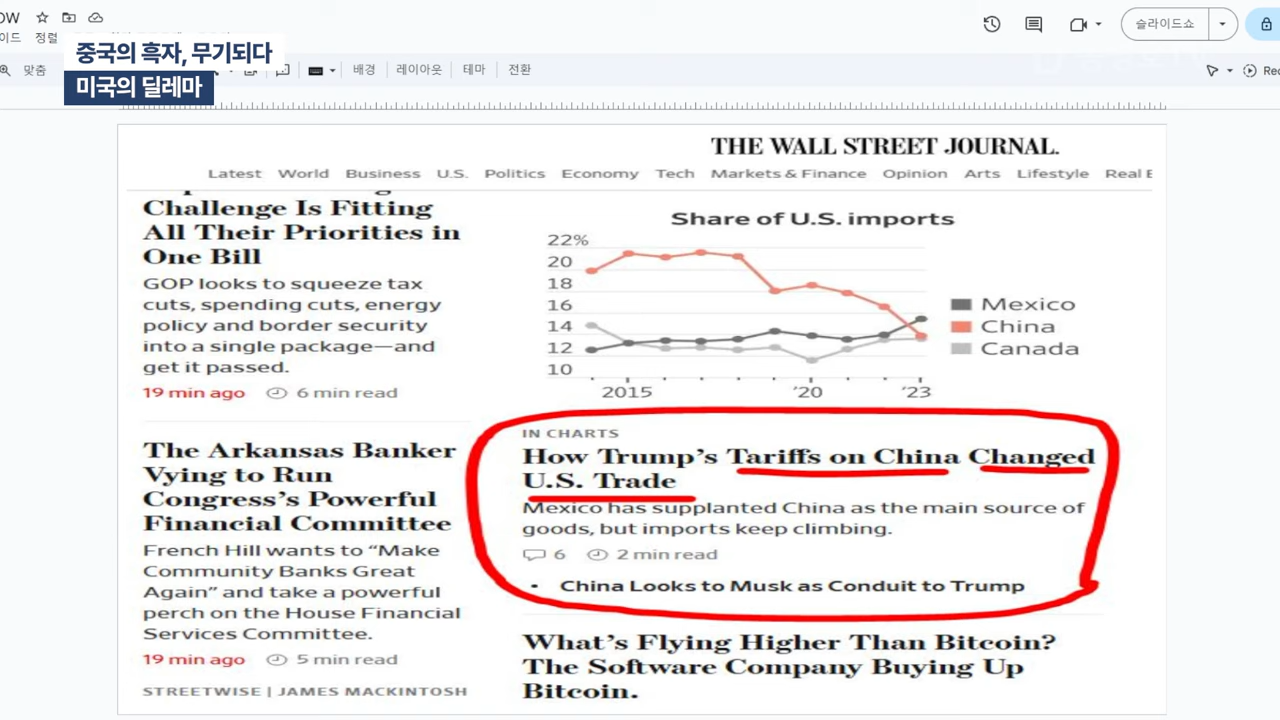 OW
이드
정렬
슬라이드쇼
중국의 흑자, 무기되다
미국의 딜레마
맞춤
배경
레이아웃
테마
전환
Rec
THE WALL STREET JOURNAL.
Latest World Business U.S. Politics Economy Tech Markets & Finance Opinion Arts Lifestyle Real E
Challenge Is Fitting
All Their Priorities in
One Bill
GOP looks to squeeze tax
cuts, spending cuts, energy
policy and border security
into a single package—and
get it passed.
19 min ago 6 min read
The Arkansas Banker
Vying to Run
Congress's Powerful
Financial Committee
French Hill wants to “Make
Community Banks Great
Again” and take a powerful
perch on the House Financial
Services Committee.
19 min ago 5 min read
STREETWISE | JAMES MACKINTOSH
Share of U.S. imports
22%
20
18
16
14
12
10
2015 '20 '23
Mexico
China
Canada
IN CHARTS
How Trump's Tariffs on China Changed
U.S. Trade
Mexico has supplanted China as the main source of
goods, but imports keep climbing.
6 2 min read
• China Looks to Musk as Conduit to Trump
What's Flying Higher Than Bitcoin?
The Software Company Buying Up
Bitcoin.